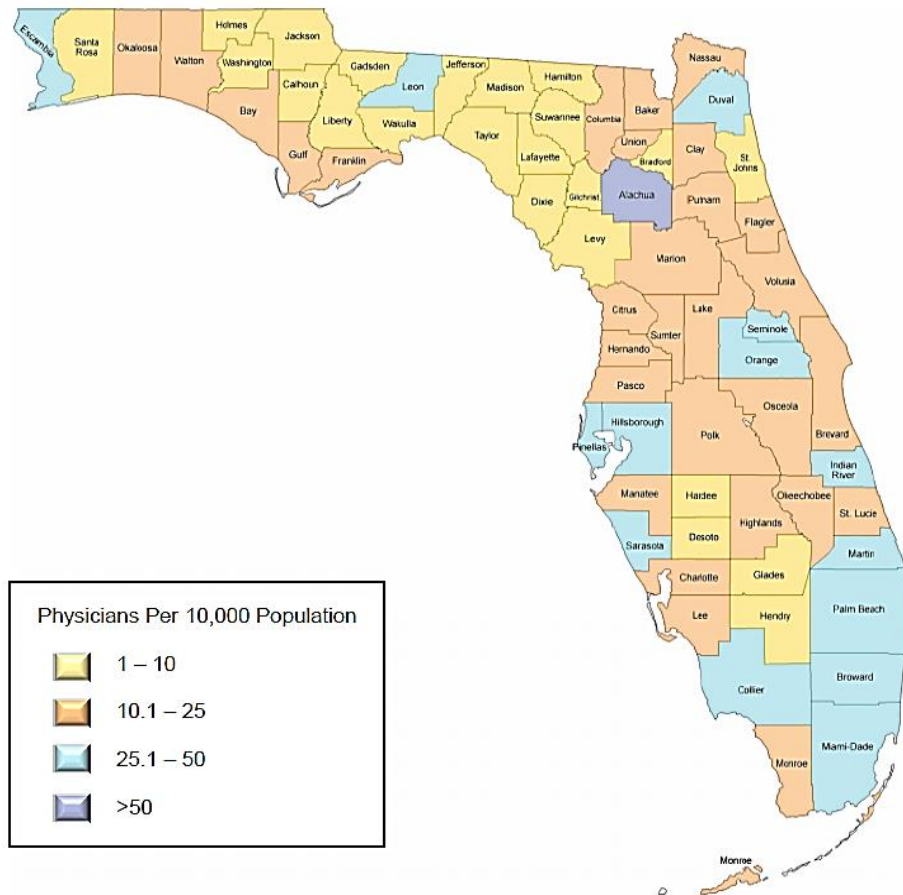 Escambia
Santa
Rosa
Okaloosa
Walton
Holmes
Washington
Jackson
Bay
Calhoun
Gulf
Liberty
Gadsden
Franklin
Leon
Wakulla
Jefferson
Madison
Taylor
Hamilton
Suwannee
Lafayette
Dixie
Gilchrist
Levy
Columbia
Baker
Union
Bradford
Alachua
Nassau
Duval
Clay
St.
Johns
Putnam
Flagler
Marion
Volusia
Citrus
Sumter
Lake
Hernando
Pasco
Seminole
Orange
Osceola
Brevard
Pinellas
Hillsborough
Polk
Indian
River
Manatee
Hardee
Highlands
Okeechobee
St. Lucie
Sarasota
Desoto
Martin
Charlotte
Glades
Lee
Hendry
Palm Beach
Collier
Broward
Monroe
Miami-Dade
Monroe
Physicians Per 10,000 Population
1 – 10
10.1 – 25
25.1 – 50
>50